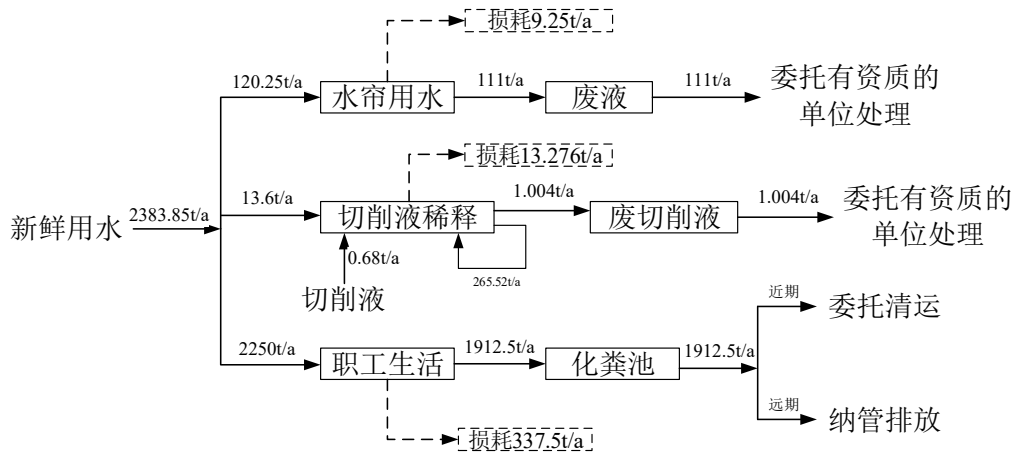 损耗9.25t/a
120.25t/a
水帘用水
111t/a
废液
111t/a
委托有资质的
单位处理
损耗13.276t/a
新鲜用水
2383.85t/a
13.6t/a
切削液稀释
1.004t/a
废切削液
1.004t/a
委托有资质的
单位处理
0.68t/a
265.52t/a
切削液
2250t/a
职工生活
1912.5t/a
化粪池
1912.5t/a
近期
委托清运
远期
纳管排放
损耗337.5t/a